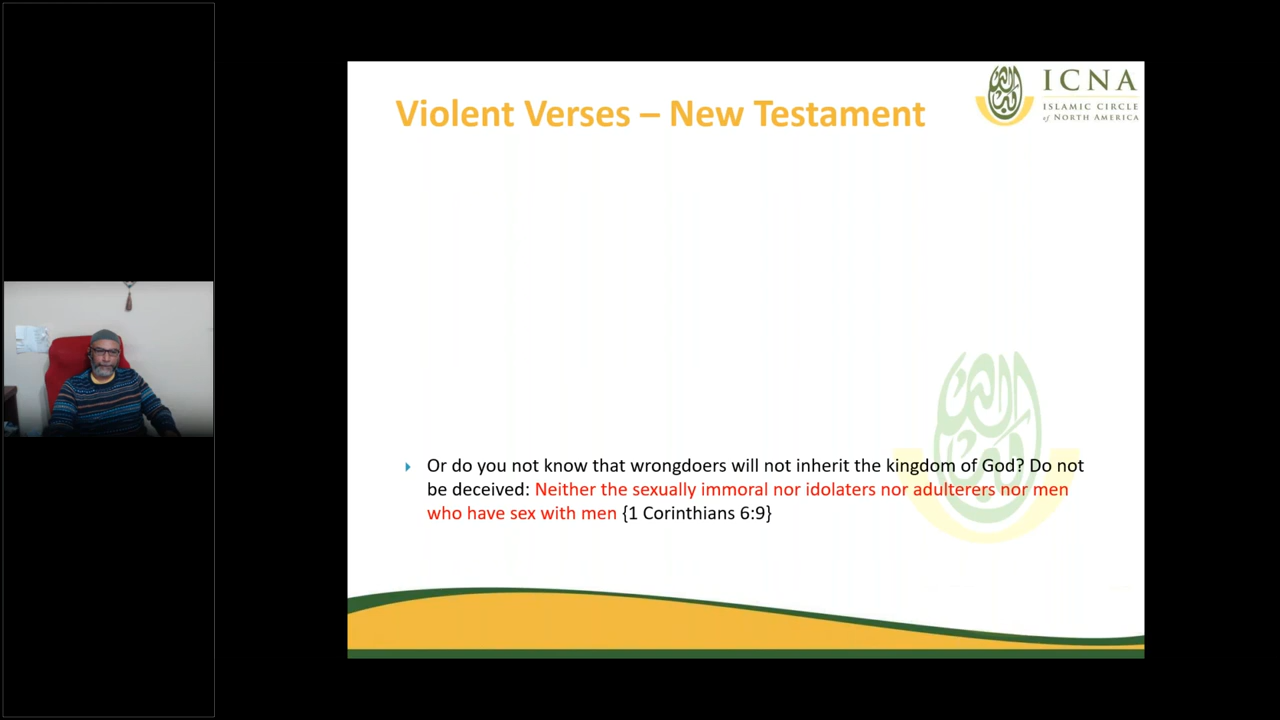 Violent Verses – New Testament
ICNA
ISLAMIC CIRCLE
of NORTH AMERICA
Or do you not know that wrongdoers will not inherit the kingdom of God? Do not
be deceived: Neither the sexually immoral nor idolaters nor adulterers nor men
who have sex with men {1 Corinthians 6:9}